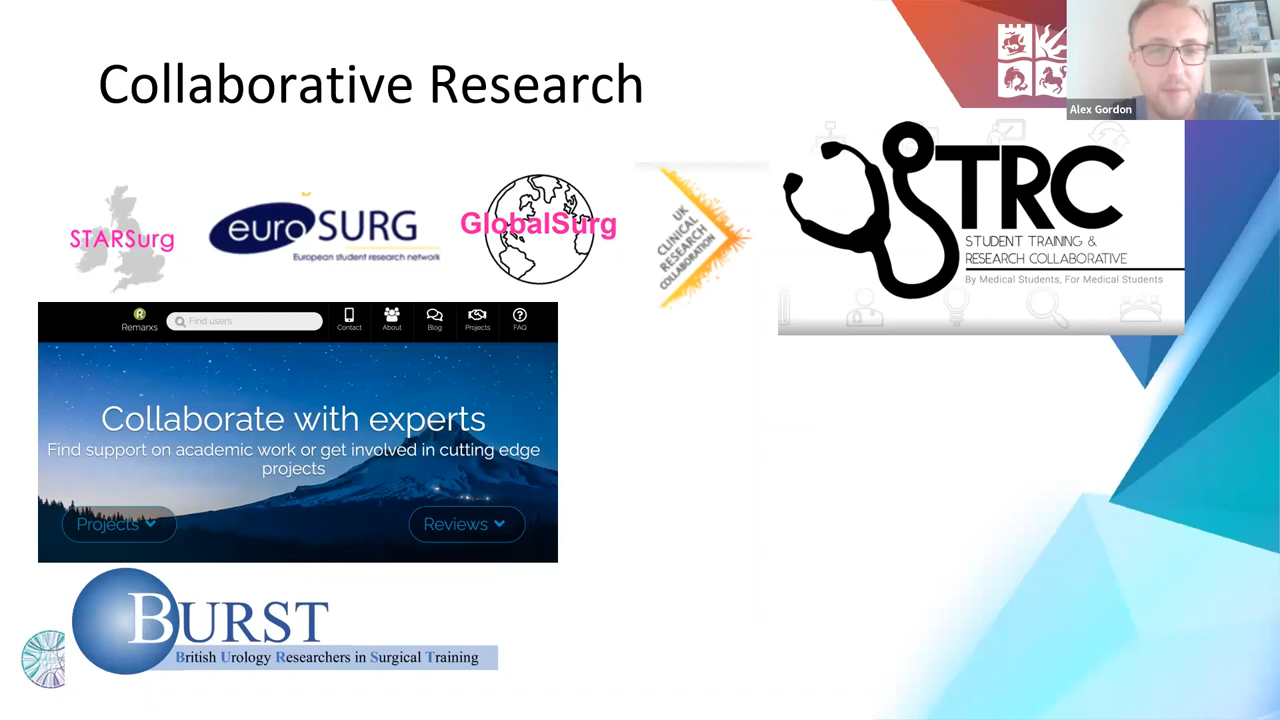 Collaborative Research
Alex Gordon
STARSurg
euroSURG
European student research network
GlobalSurg
UK
CLINICAL
RESEARCH
COLLABORATION
STRC
STUDENT TRAINING &
RESEARCH COLLABORATIVE
By Medical Students, For Medical Students
R
Remarxs
Find users
Contact
About
Blog
Projects
FAQ
Collaborate with experts
Find support on academic work or get involved in cutting edge
projects
Projects
Reviews
BURST
British Urology Researchers in Surgical Training